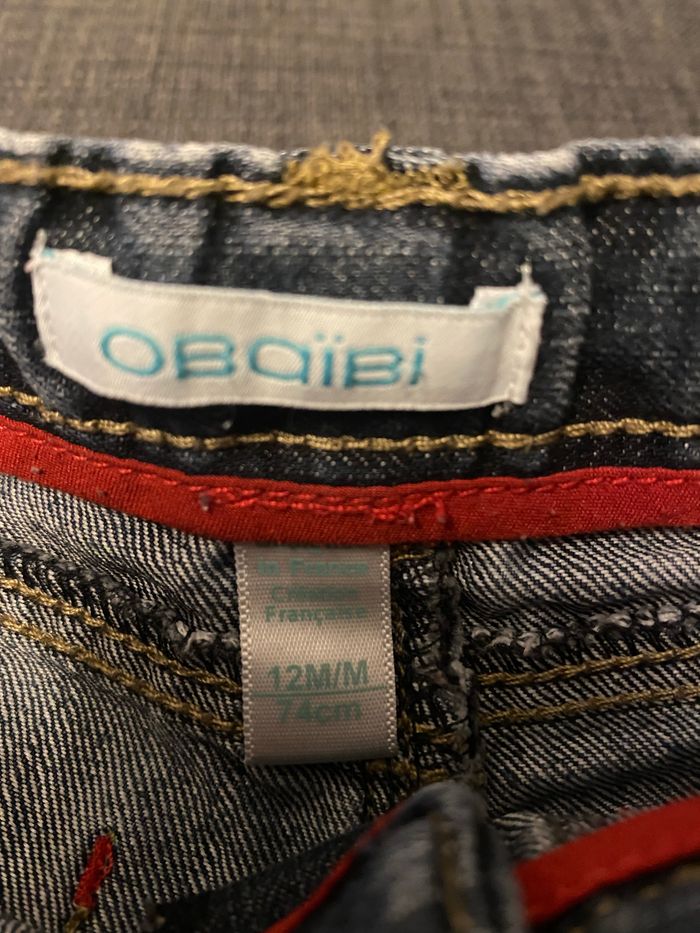 OBaïBi
in France
Création
Française
12M/M
74cm